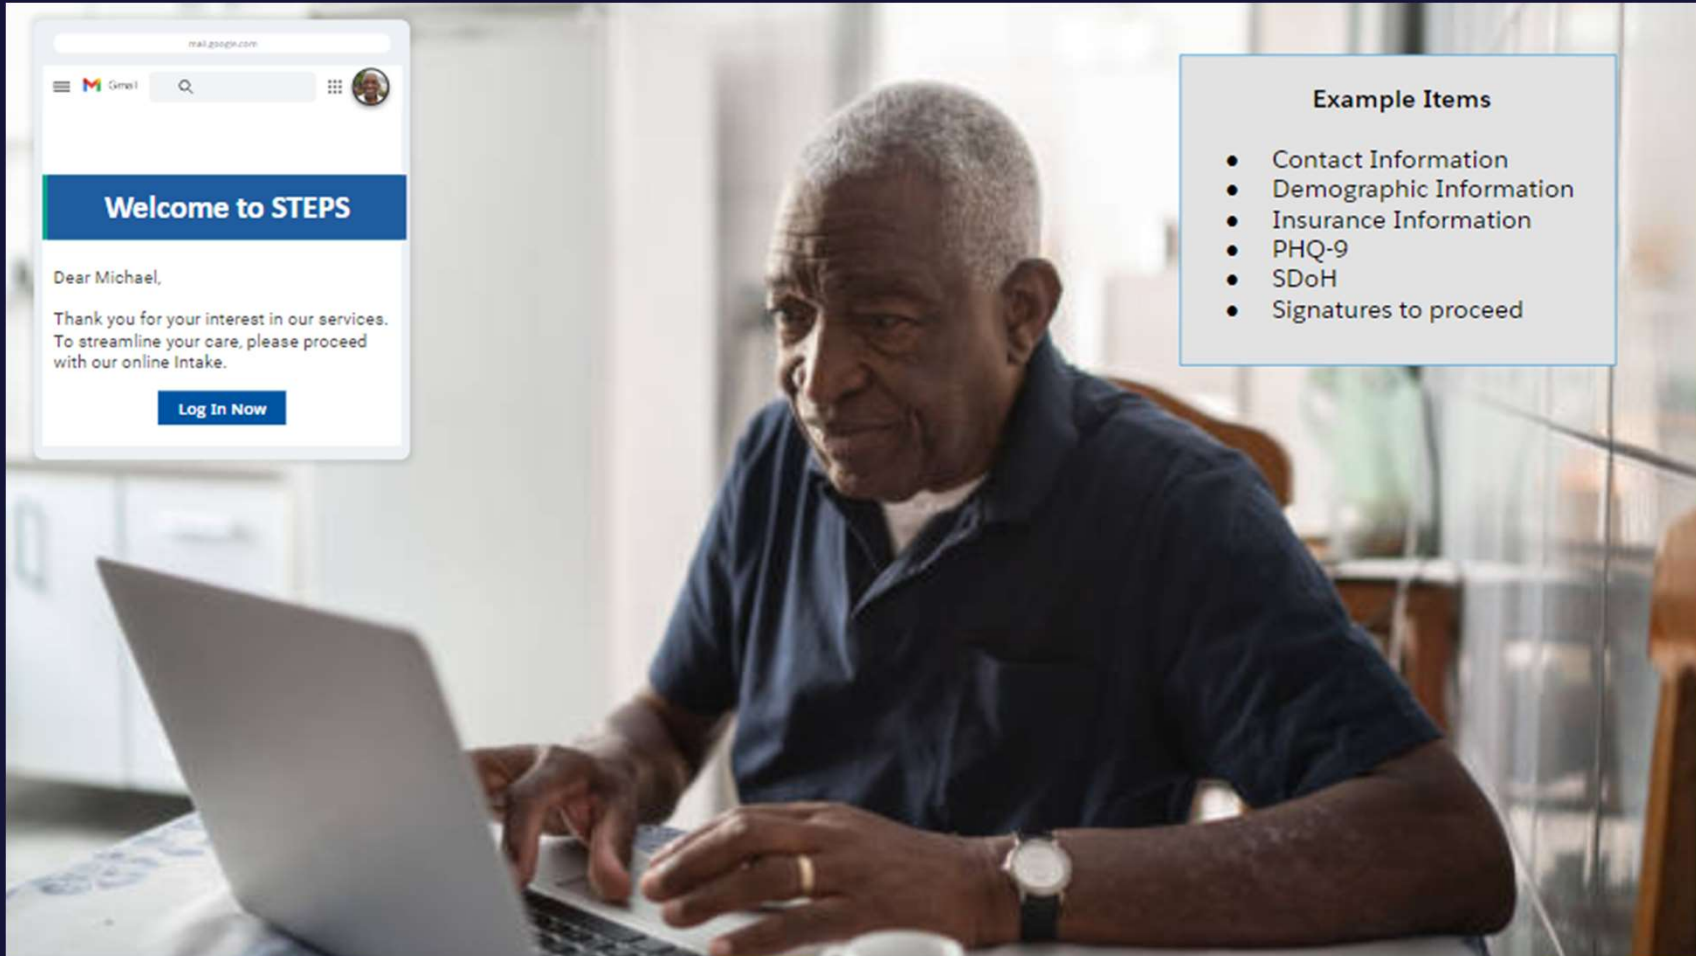 mail.google.com
Gmail
Welcome to STEPS
Dear Michael,
Thank you for your interest in our services.
To streamline your care, please proceed
with our online Intake.
Log In Now
Example Items
● Contact Information
● Demographic Information
● Insurance Information
● PHQ-9
● SDoH
● Signatures to proceed